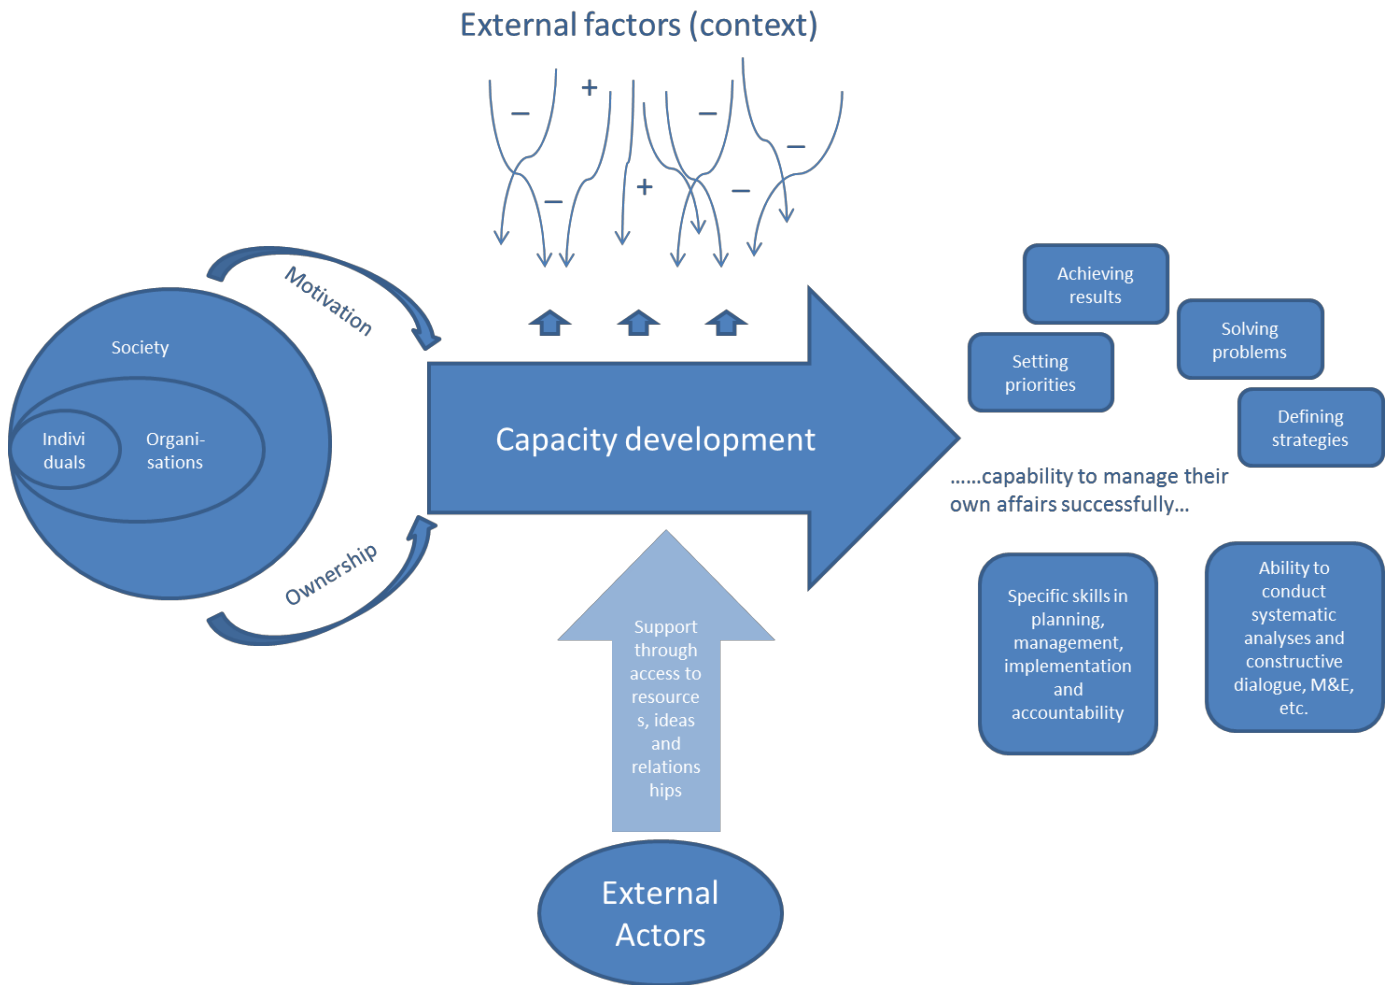 External factors (context)
+
–
–
–
–
+
–
Motivation
Society
Indivi
duals
Organi-
sations
Ownership
Capacity development
Achieving
results
Solving
problems
Setting
priorities
Defining
strategies
……capability to manage their
own affairs successfully…
Specific skills in
planning,
management,
implementation
and
accountability
Ability to
conduct
systematic
analyses and
constructive
dialogue, M&E,
etc.
Support
through
access to
resource
s, ideas
and
relations
hips
External
Actors